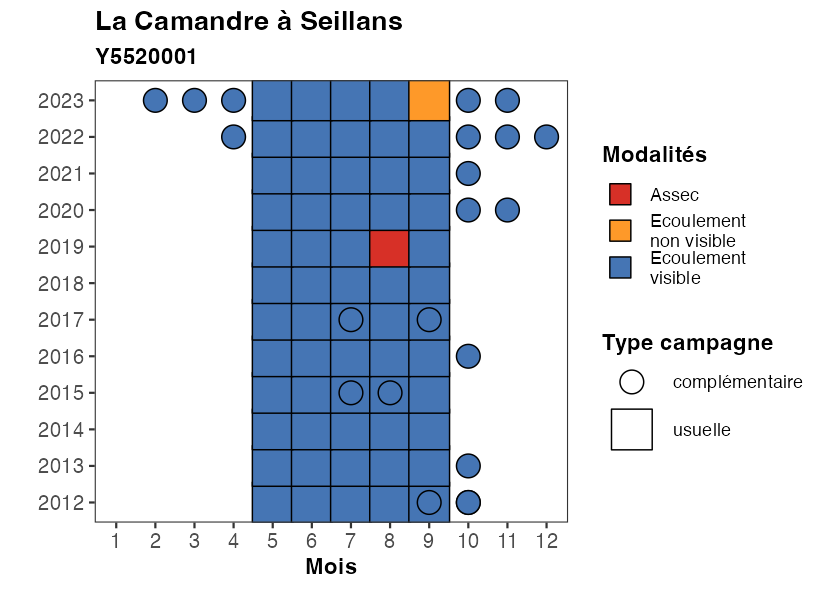 La Camandre à Seillans
Y5520001
2023
2022
2021
2020
2019
2018
2017
2016
2015
2014
2013
2012
1 2 3 4 5 6 7 8 9 10 11 12
Mois
Modalités
Assec
Ecoulement
non visible
Ecoulement
visible
Type campagne
complémentaire
usuelle